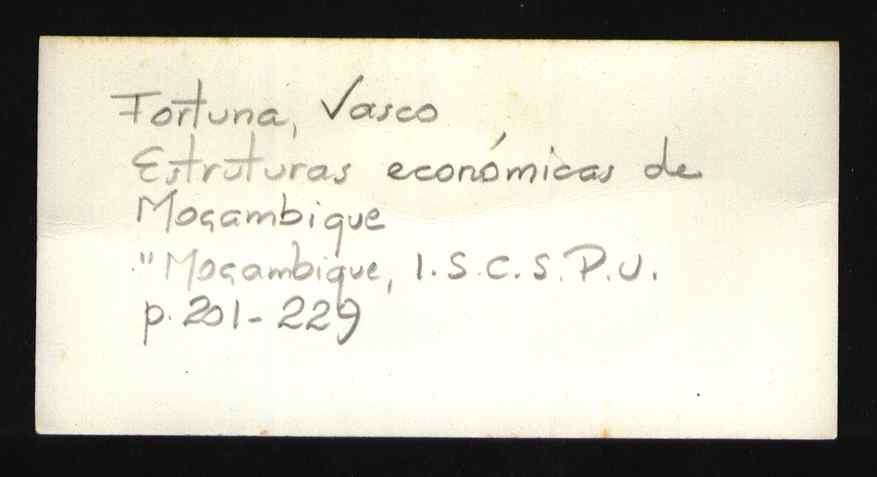 Fortuna, Vasco
Estruturas económicas de
Moçambique
"Moçambique, I.S.C.S.P.U.
p. 201-229